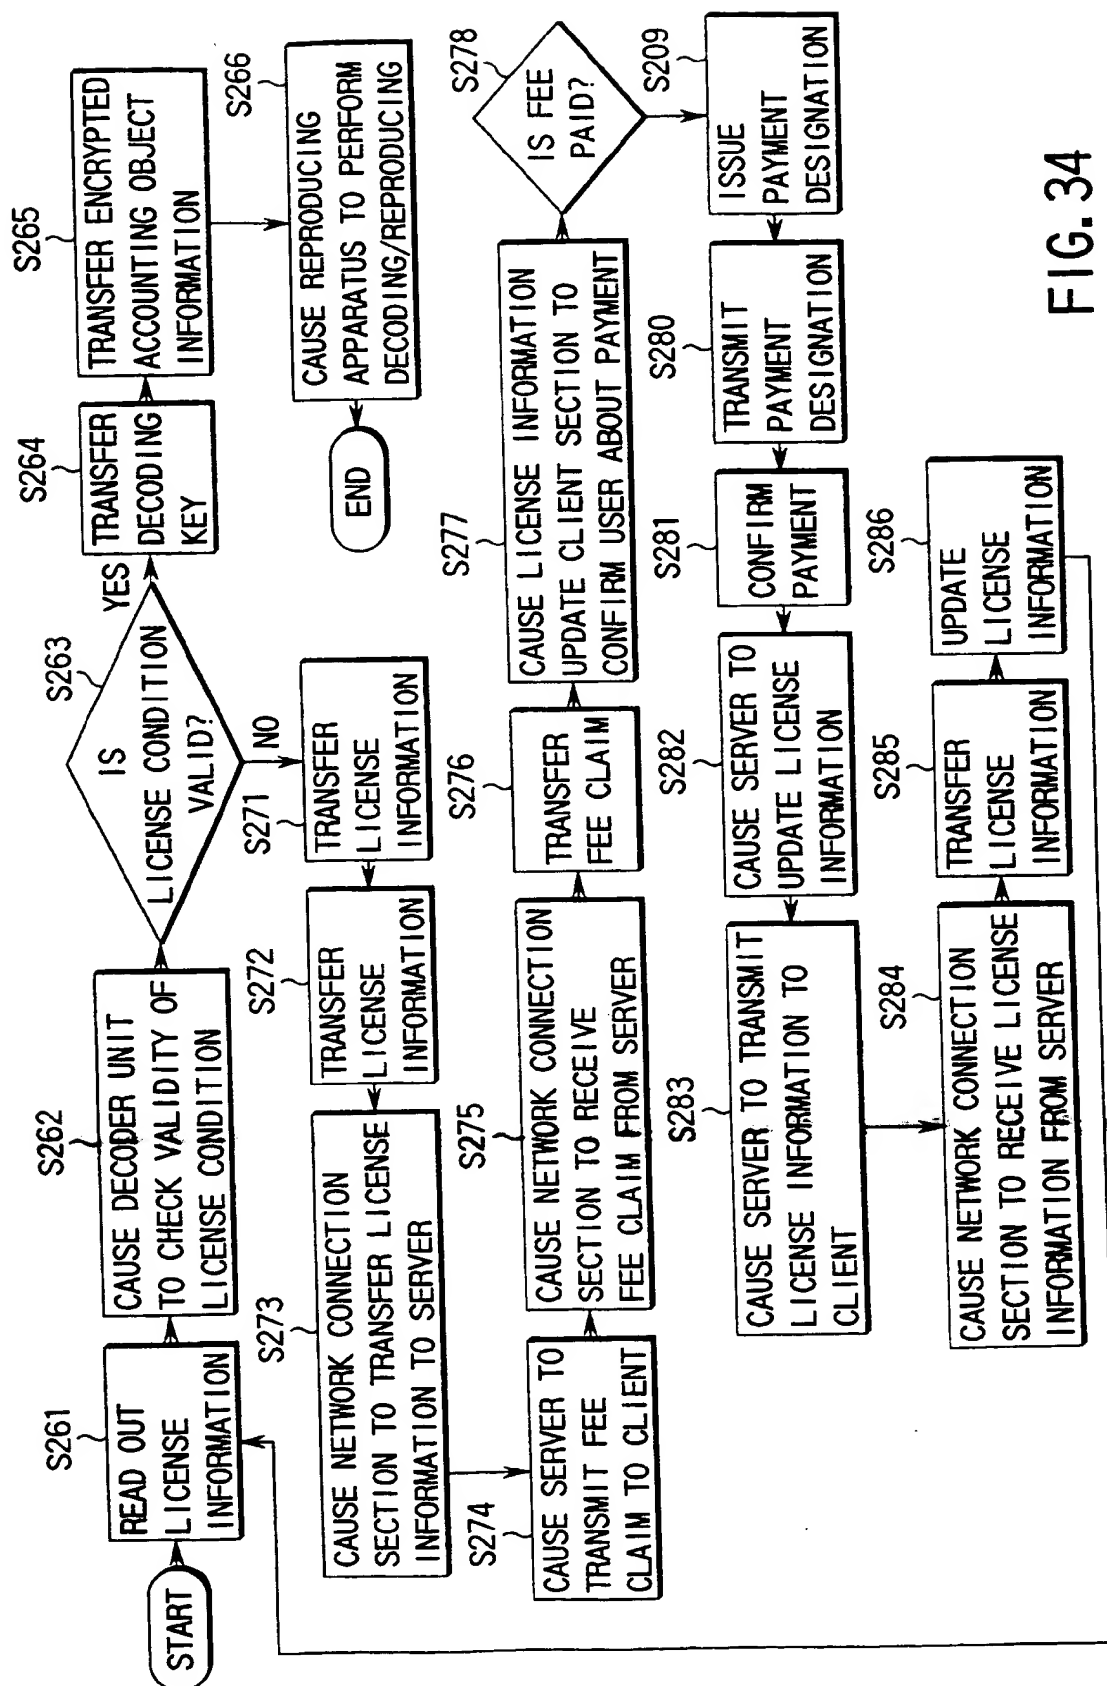 START
S261
READ OUT
LICENSE
INFORMATION
S262
CAUSE DECODER UNIT
TO CHECK VALIDITY OF
LICENSE CONDITION
S263
IS
LICENSE CONDITION
VALID?
YES
NO
S264
TRANSFER
DECODING
KEY
S265
TRANSFER ENCRYPTED
ACCOUNTING OBJECT
INFORMATION
S266
CAUSE REPRODUCING
APPARATUS TO PERFORM
DECODING/REPRODUCING
END
S271
TRANSFER
LICENSE
INFORMATION
S272
TRANSFER
LICENSE
INFORMATION
S273
CAUSE NETWORK CONNECTION
SECTION TO TRANSFER LICENSE
INFORMATION TO SERVER
S274
CAUSE SERVER TO
TRANSMIT FEE
CLAIM TO CLIENT
S275
CAUSE NETWORK CONNECTION
SECTION TO RECEIVE
FEE CLAIM FROM SERVER
S276
TRANSFER
FEE CLAIM
S277
CAUSE LICENSE INFORMATION
UPDATE CLIENT SECTION TO
CONFIRM USER ABOUT PAYMENT
S278
IS FEE
PAID?
S209
ISSUE
PAYMENT
DESIGNATION
S280
TRANSMIT
PAYMENT
DESIGNATION
S281
CONFIRM
PAYMENT
S282
CAUSE SERVER TO
UPDATE LICENSE
INFORMATION
S283
CAUSE SERVER TO TRANSMIT
LICENSE INFORMATION TO
CLIENT
S284
CAUSE NETWORK CONNECTION
SECTION TO RECEIVE LICENSE
INFORMATION FROM SERVER
S285
TRANSFER
LICENSE
INFORMATION
S286
UPDATE
LICENSE
INFORMATION
FIG. 34